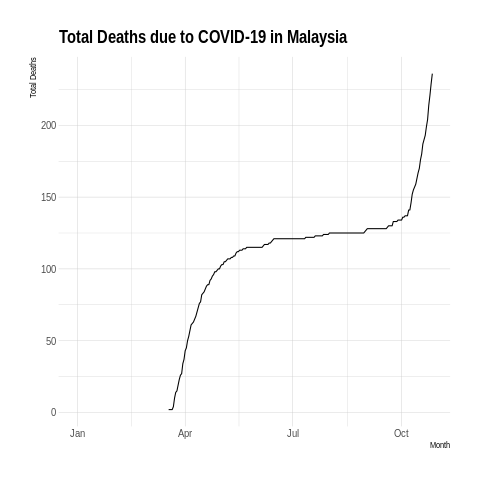 Total Deaths due to COVID-19 in Malaysia
Total Deaths
200
150
100
50
0
Jan Apr Jul Oct
Month